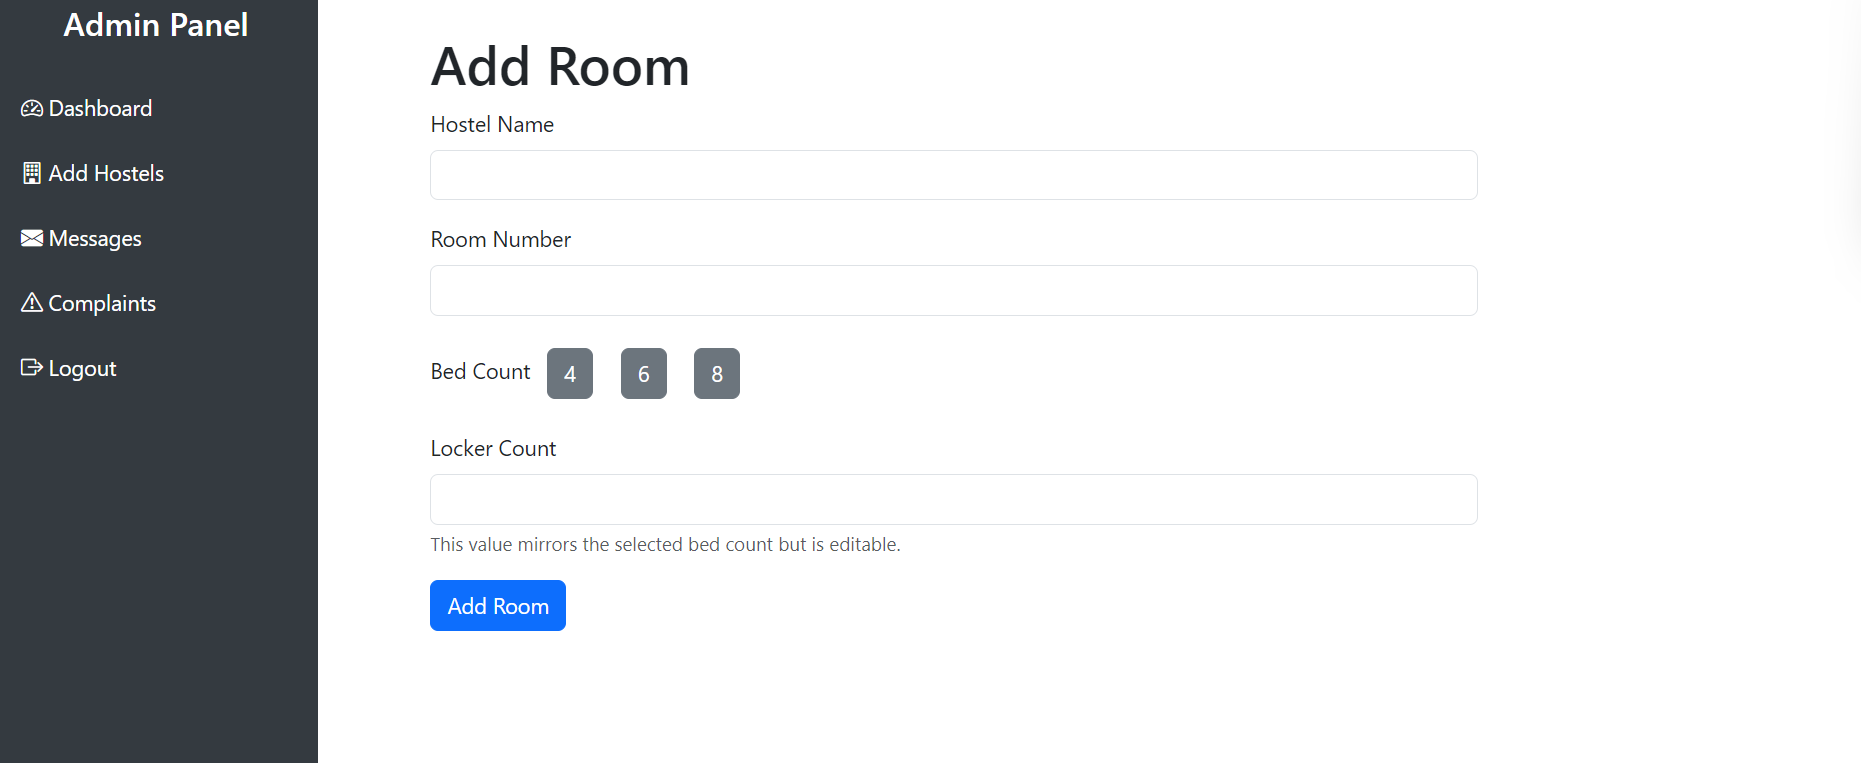 Admin Panel
Dashboard
Add Hostels
Messages
Complaints
Logout
Add Room
Hostel Name
Room Number
Bed Count 4 6 8
Locker Count
This value mirrors the selected bed count but is editable.
Add Room